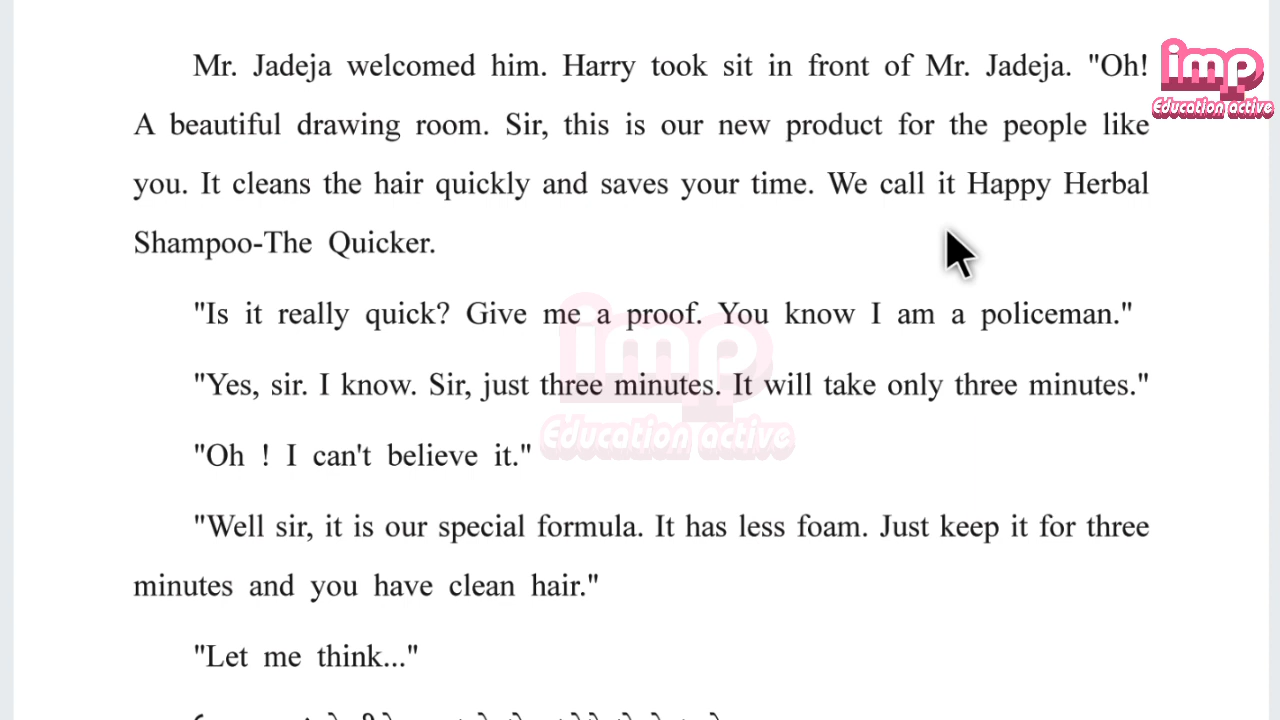 Mr. Jadeja welcomed him. Harry took sit in front of Mr. Jadeja. "Oh!
A beautiful drawing room. Sir, this is our new product for the people like
you. It cleans the hair quickly and saves your time. We call it Happy Herbal
Shampoo-The Quicker.
"Is it really quick? Give me a proof. You know I am a policeman."
"Yes, sir. I know. Sir, just three minutes. It will take only three minutes."
"Oh ! I can't believe it."
"Well sir, it is our special formula. It has less foam. Just keep it for three
minutes and you have clean hair."
"Let me think..."
imp
Education active
imp
Education active